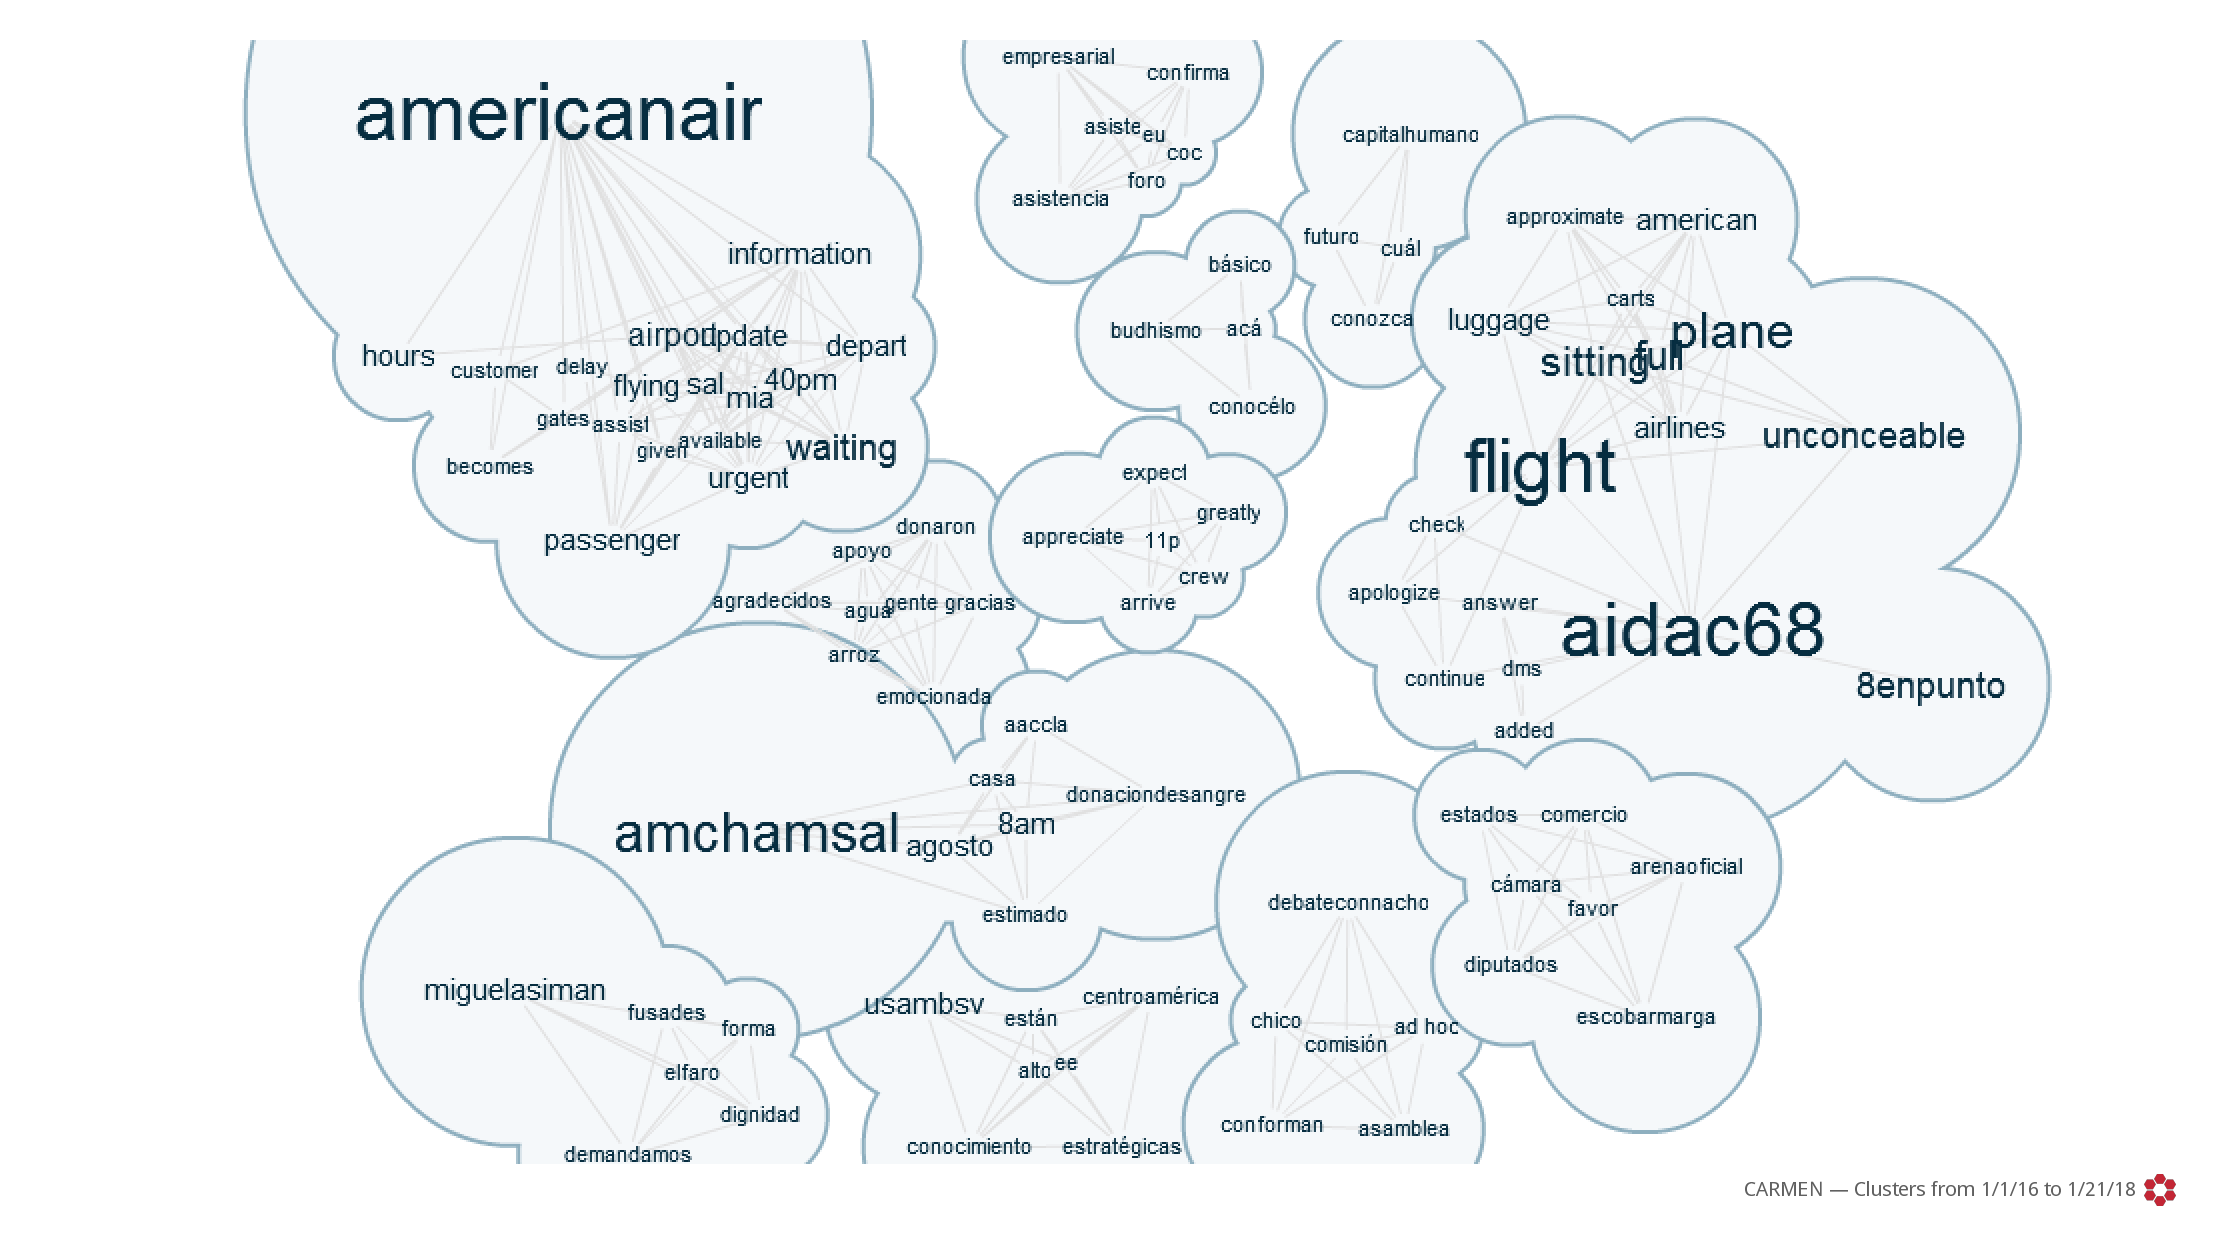 americanair
information
airport
update
hours
customer
delay
depart
flying
sal
mia
40pm
gates
assist
given
available
waiting
becomes
urgent
passenger
empresarial
confirma
asiste
eu
coc
foro
asistencia
capitalhumano
futuro
cuál
conozca
básico
budhismo
acá
conocélo
approximate
american
carts
luggage
plane
sitting
full
airlines
unconceable
flight
check
apologize
answer
aidac68
continue
dms
8enpunto
added
expect
greatly
appreciate
11p
crew
arrive
donaron
apoyo
agradecidos
agua
gente
gracias
arroz
emocionada
aaccla
casa
donaciondesangre
8am
amchamsal
agosto
estimado
miguelasiman
fusades
forma
elfaro
dignidad
demandamos
usambsv
están
centroamérica
alto
ee
conocimiento
estratégicas
debateconnacho
chico
ad hoc
comisión
conforman
asamblea
estados
comercio
arenaoficial
cámara
favor
diputados
escobarmarga
CARMEN — Clusters from 1/1/16 to 1/21/18